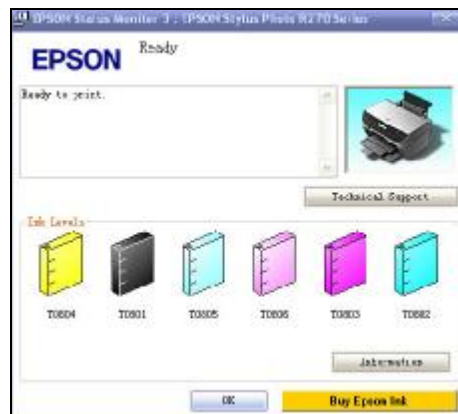 EPSON Status Monitor 3 : EPSON Stylus Photo R270 Series
EPSON
Ready
Ready to print.
Technical Support
Ink Levels
T0804 T0801 T0805 T0806 T0803 T0802
Information
OK
Buy Epson Ink